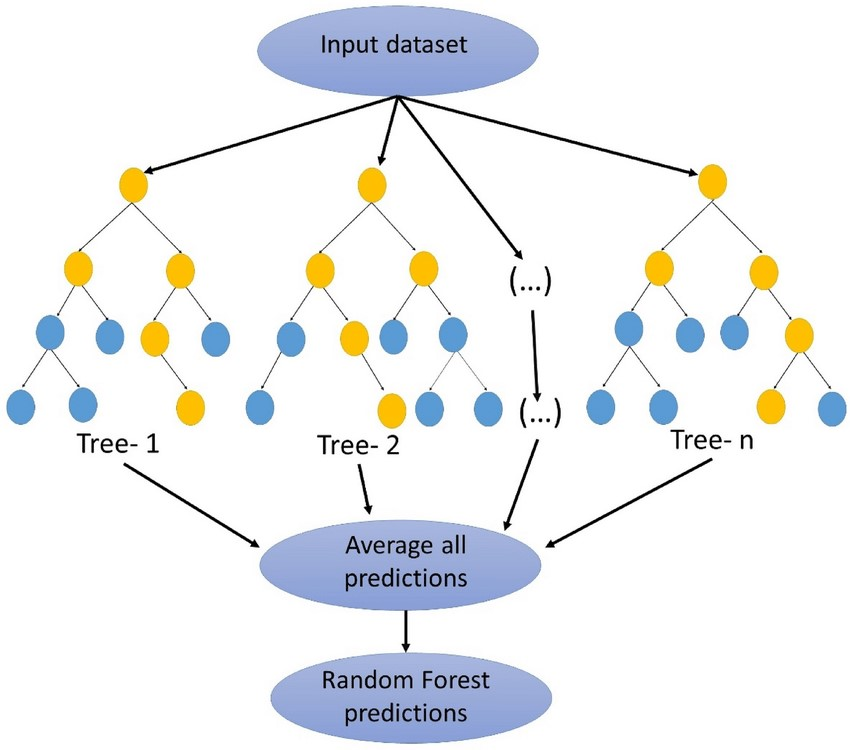 Input dataset
(...)
(...)
Tree- 1
Tree- 2
Tree- n
Average all
predictions
Random Forest
predictions